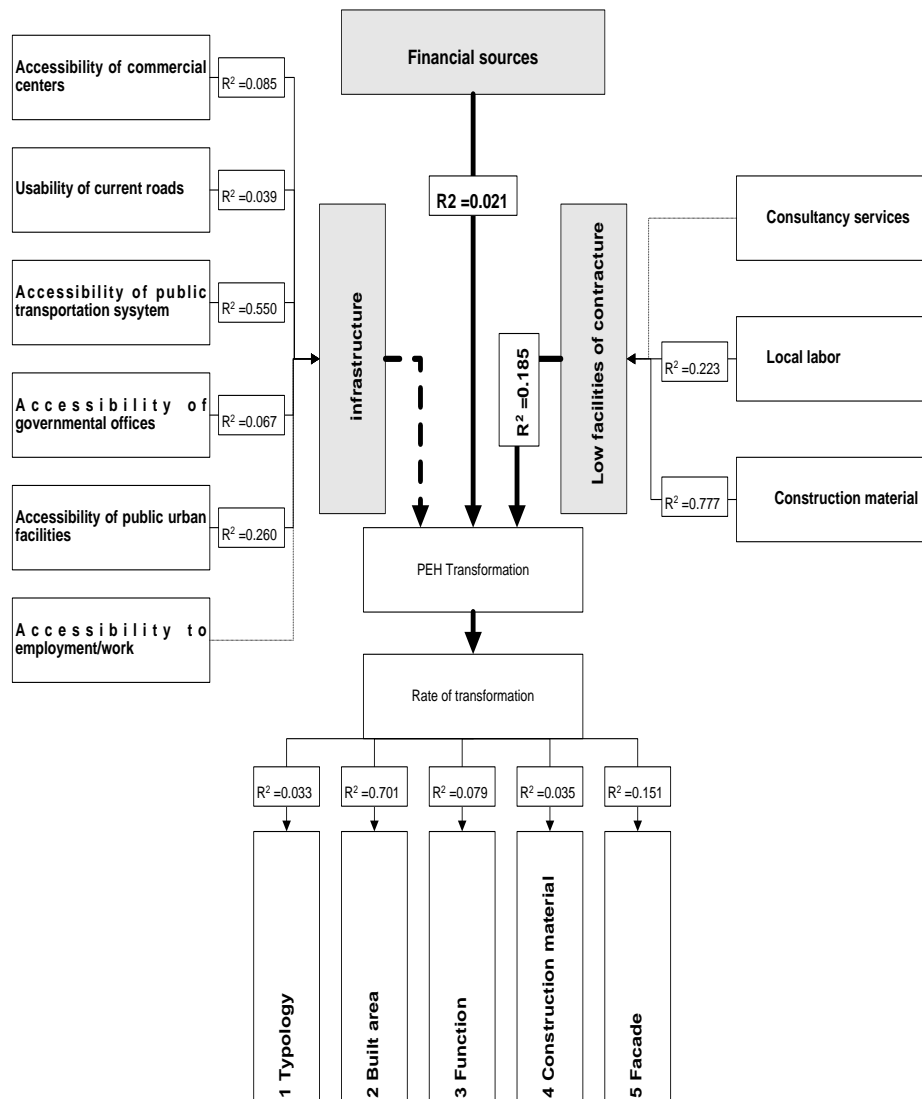 Financial sources
Accessibility of commercial
centers
R² =0.085
Usability of current roads
R² =0.039
R2 =0.021
Consultancy services
Accessibility of public
transportation sysytem
R² =0.550
infrastructure
Low facilities of contracture
R² =0.185
Local labor
R² =0.223
Accessibility of
governmental offices
R² =0.067
Construction material
R² =0.777
Accessibility of public urban
facilities
R² =0.260
PEH Transformation
Accessibility to
employment/work
Rate of transformation
R² =0.033
R² =0.701
R² =0.079
R² =0.035
R² =0.151
1 Typology
2 Built area
3 Function
4 Construction material
5 Facade